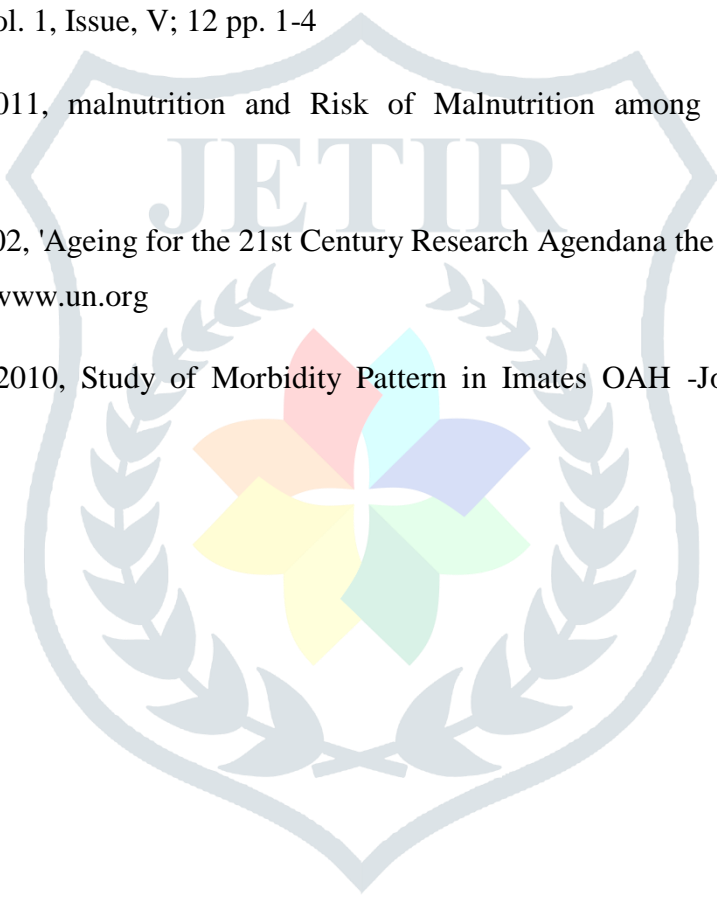 ol. 1, Issue, V; 12 pp. 1-4
011, malnutrition and Risk of Malnutrition among
JETIR
02, 'Ageing for the 21st Century Research Agendana the
www.un.org
2010, Study of Morbidity Pattern in Imates OAH -Jo